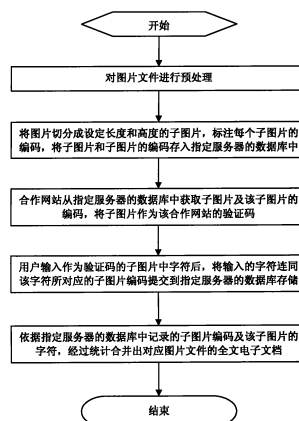 开始
对图片文件进行预处理
将图片切分成设定长度和高度的子图片，标注每个子图片的
编码，将子图片和子图片的编码存入指定服务器的数据库中
合作网站从指定服务器的数据库中获取子图片及该子图片的
编码，将子图片作为该合作网站的验证码
用户输入作为验证码的子图片中字符后，将输入的字符连同
该字符所对应的子图片编码提交到指定服务器的数据库存储
依据指定服务器的数据库中记录的子图片编码及该子图片的
字符，经过统计合并出对应图片文件的全文电子文档
结束